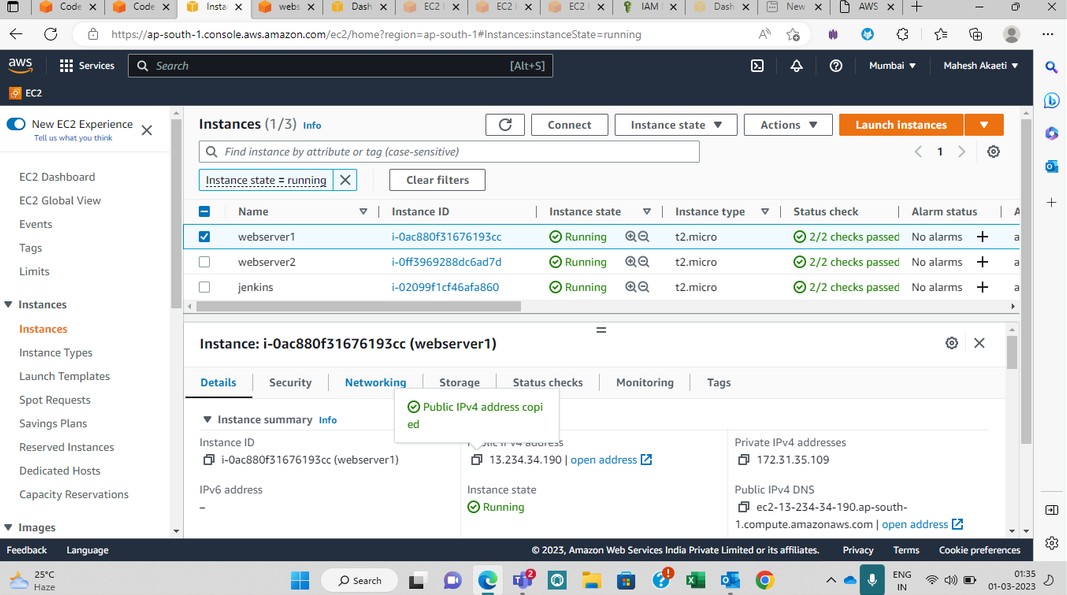 Code
Code
Instanc
webs
Dash
EC2 I
EC2 I
EC2 I
IAM I
Dash
New
AWS
https://ap-south-1.console.aws.amazon.com/ec2/home?region=ap-south-1#Instances:instanceState=running
aws
Services
Search
[Alt+S]
Mumbai
Mahesh Akaeti
EC2
New EC2 Experience
Tell us what you think
EC2 Dashboard
EC2 Global View
Events
Tags
Limits
Instances
Instances
Instance Types
Launch Templates
Spot Requests
Savings Plans
Reserved Instances
Dedicated Hosts
Capacity Reservations
Images
Instances (1/3) Info
Connect
Instance state
Actions
Launch instances
Find instance by attribute or tag (case-sensitive)
1
Instance state = running
Clear filters
Name Instance ID Instance state Instance type Status check Alarm status A
webserver1 i-0ac880f31676193cc Running t2.micro 2/2 checks passed No alarms + a
webserver2 i-0ff3969288dc6ad7d Running t2.micro 2/2 checks passed No alarms + a
jenkins i-02099f1cf46afa860 Running t2.micro 2/2 checks passed No alarms + a
Instance: i-0ac880f31676193cc (webserver1)
Details Security Networking Storage Status checks Monitoring Tags
Public IPv4 address copi
ed
Instance summary Info
Instance ID
i-0ac880f31676193cc (webserver1)
Public IPv4 address
13.234.34.190 | open address
Private IPv4 addresses
172.31.35.109
IPv6 address
–
Instance state
Running
Public IPv4 DNS
ec2-13-234-34-190.ap-south-
1.compute.amazonaws.com | open address
Feedback Language © 2023, Amazon Web Services India Private Limited or its affiliates. Privacy Terms Cookie preferences
25°C
Haze
Search
2
ENG
IN
01:35
01-03-2023